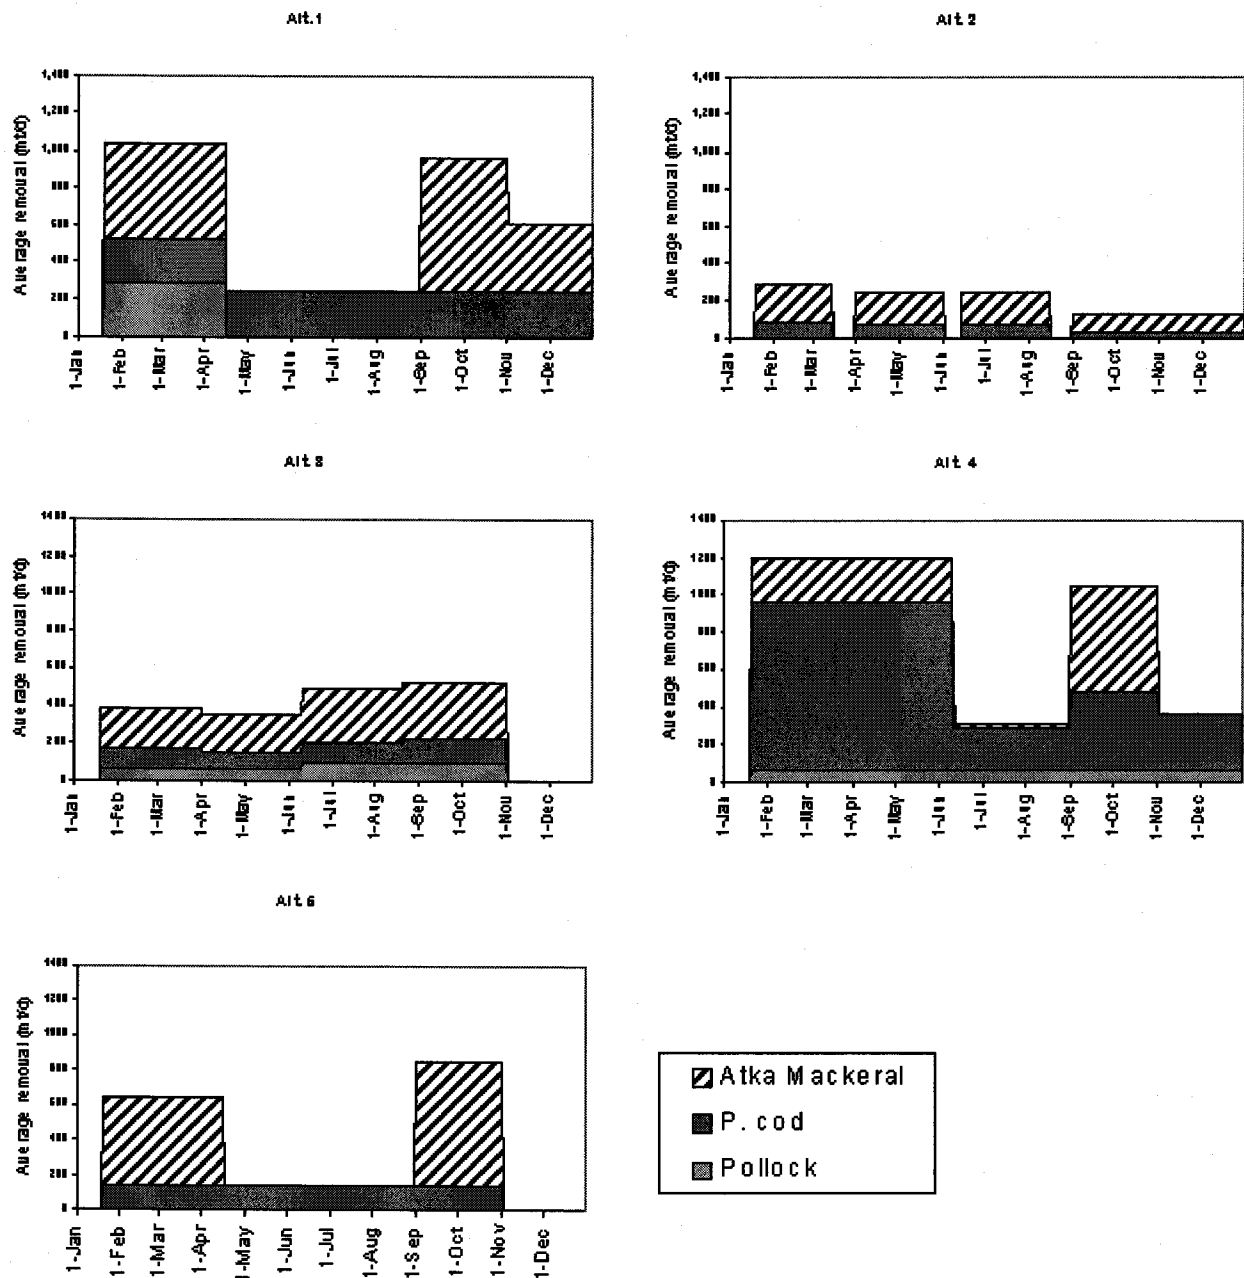 Alt.1
Average removal (mt/d)
1,400
1,200
1,000
800
600
400
200
0
1-Jan
1-Feb
1-Mar
1-Apr
1-May
1-Jun
1-Jul
1-Aug
1-Sep
1-Oct
1-Nov
1-Dec
Alt. 2
Average removal (mt/d)
1,400
1,200
1,000
800
600
400
200
0
1-Jan
1-Feb
1-Mar
1-Apr
1-May
1-Jun
1-Jul
1-Aug
1-Sep
1-Oct
1-Nov
1-Dec
Alt. 3
Average removal (mt/d)
1400
1200
1000
800
600
400
200
0
1-Jan
1-Feb
1-Mar
1-Apr
1-May
1-Jun
1-Jul
1-Aug
1-Sep
1-Oct
1-Nov
1-Dec
Alt. 4
Average removal (mt/d)
1400
1200
1000
800
600
400
200
0
1-Jan
1-Feb
1-Mar
1-Apr
1-May
1-Jun
1-Jul
1-Aug
1-Sep
1-Oct
1-Nov
1-Dec
Alt.
Average removal (mt/d)
1400
1200
1000
800
600
400
200
0
1-Jan
1-Feb
1-Mar
1-Apr
1-May
1-Jun
1-Jul
1-Aug
1-Sep
1-Oct
1-Nov
1-Dec
Atka Mackeral
P. cod
Pollock